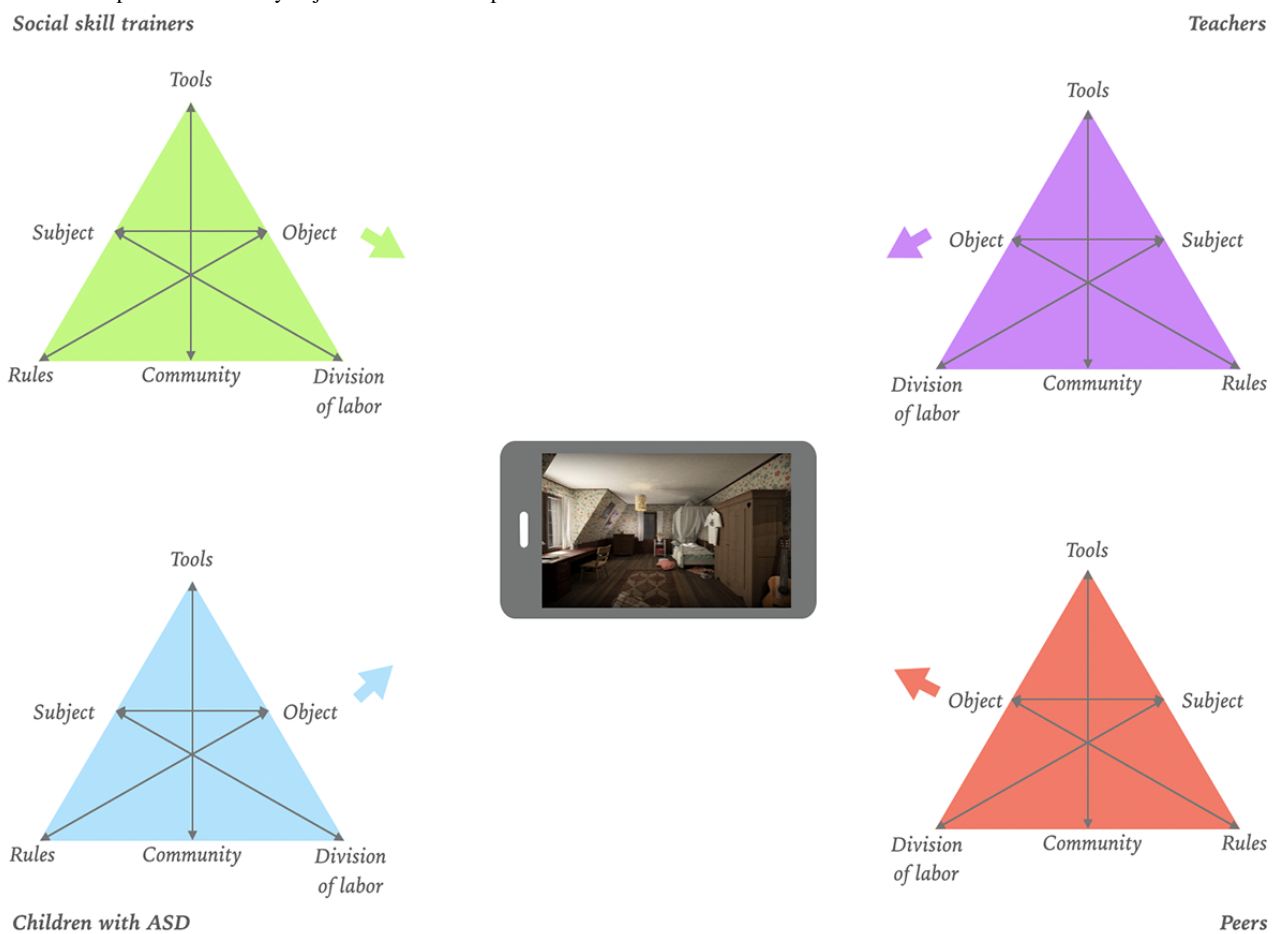 Social skill trainers
Teachers
Tools
Subject
Object
Rules
Community
Division
of labor
Tools
Object
Subject
Division
of labor
Community
Rules
Tools
Subject
Object
Rules
Community
Division
of labor
Children with ASD
Tools
Object
Subject
Division
of labor
Community
Rules
Peers